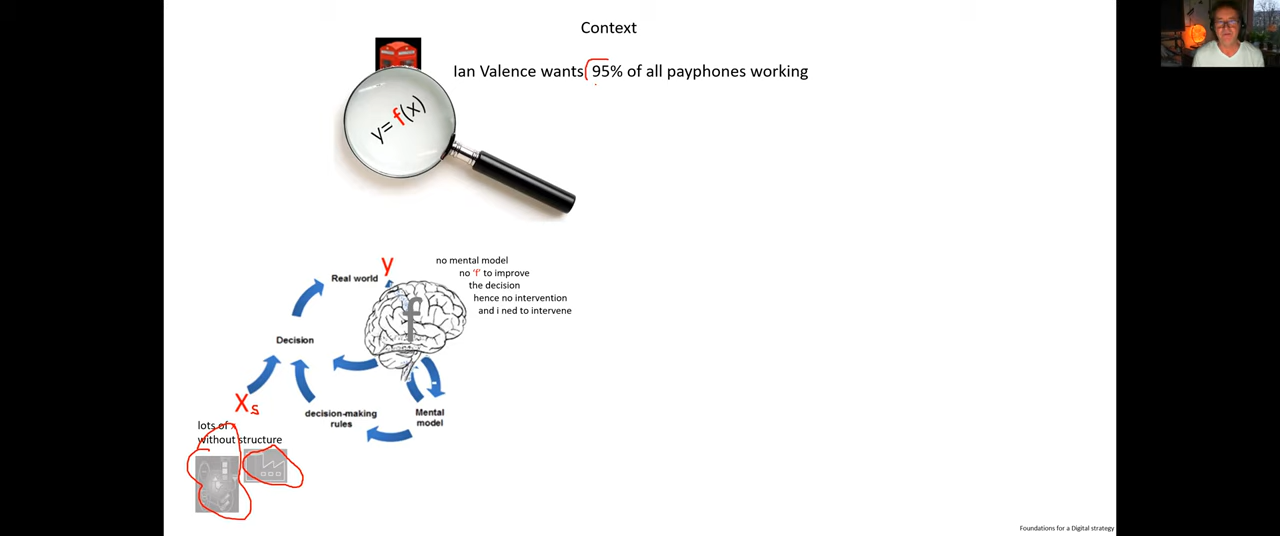 Context
Ian Valence wants 95% of all payphones working
y= f(x)
y
Real world
no mental model
no 'f' to improve
the decision
hence no intervention
and i ned to intervene
f
Decision
Xs
decision-making
rules
Mental
model
lots of x
without structure
Foundations for a Digital strategy